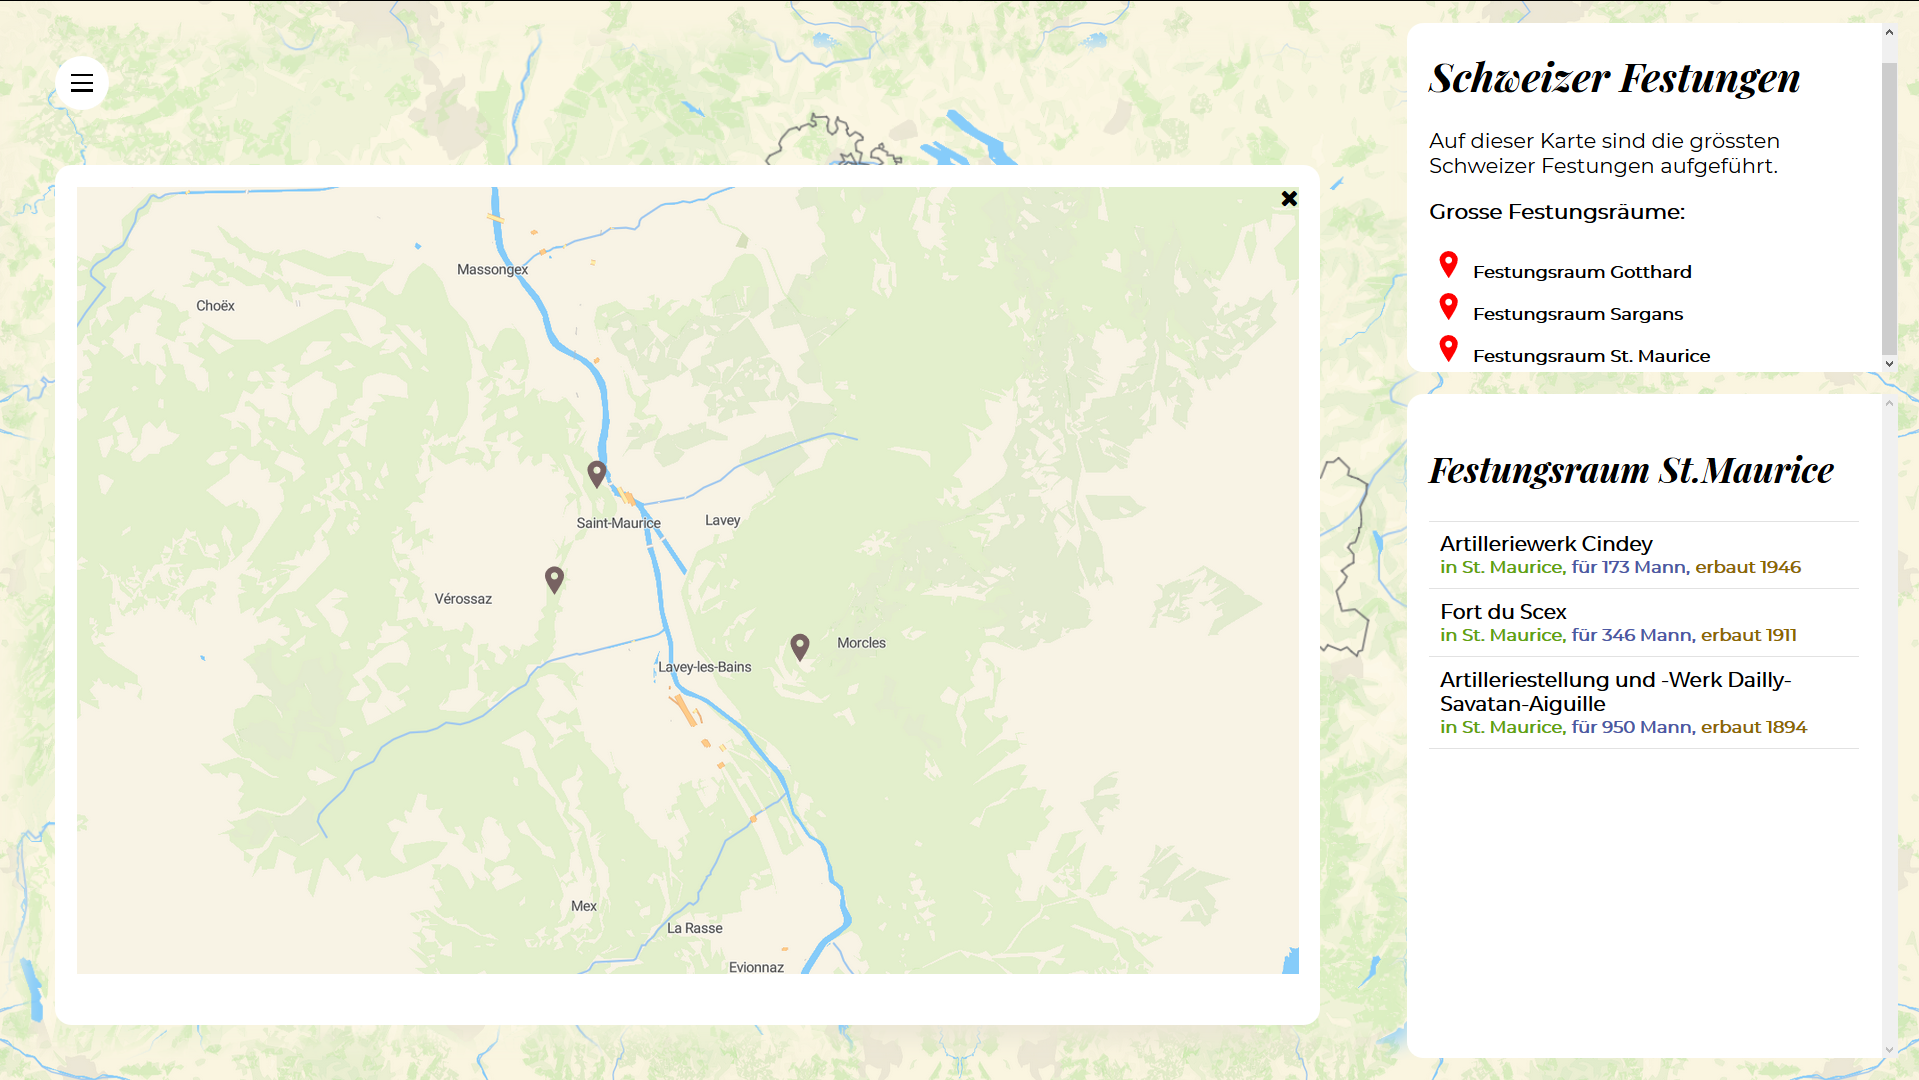 Schweizer Festungen
Auf dieser Karte sind die grössten
Schweizer Festungen aufgeführt.
Grosse Festungsräume:
Festungsraum Gotthard
Festungsraum Sargans
Festungsraum St. Maurice
Festungsraum St.Maurice
Artilleriewerk Cindey
in St. Maurice, für 173 Mann, erbaut 1946
Fort du Scex
in St. Maurice, für 346 Mann, erbaut 1911
Artilleriestellung und -Werk Dailly-
Savatan-Aiguille
in St. Maurice, für 950 Mann, erbaut 1894
Massongex
Choëx
Saint-Maurice
Lavey
Vérossaz
Morcles
Lavey-les-Bains
Mex
La Rasse
Evionnaz